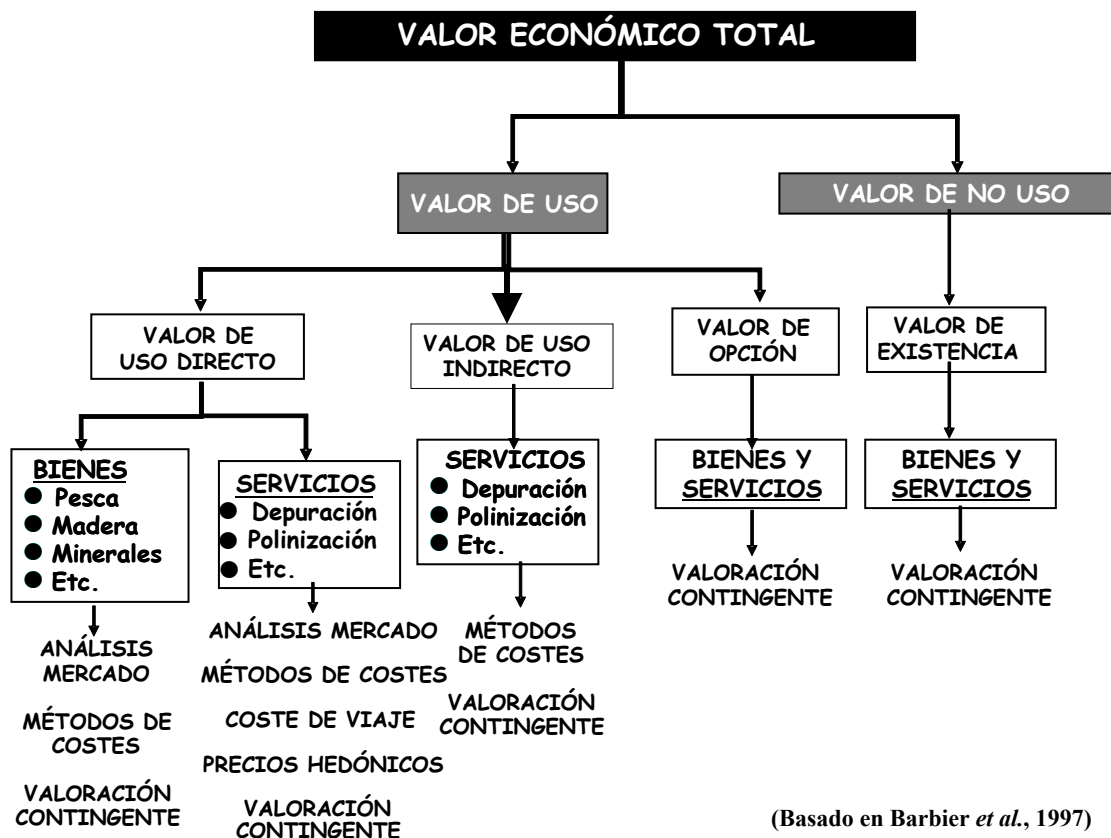 VALOR ECONÓMICO TOTAL
VALOR DE USO
VALOR DE NO USO
VALOR DE
USO DIRECTO
VALOR DE USO
INDIRECTO
VALOR DE
OPCIÓN
VALOR DE
EXISTENCIA
BIENES
● Pesca
● Madera
● Minerales
● Etc.
SERVICIOS
● Depuración
● Polinización
● Etc.
SERVICIOS
● Depuración
● Polinización
● Etc.
BIENES Y
SERVICIOS
BIENES Y
SERVICIOS
ANÁLISIS
MERCADO
MÉTODOS DE
COSTES
VALORACIÓN
CONTINGENTE
ANÁLISIS MERCADO
MÉTODOS DE COSTES
COSTE DE VIAJE
PRECIOS HEDÓNICOS
VALORACIÓN
CONTINGENTE
MÉTODOS
DE COSTES
VALORACIÓN
CONTINGENTE
VALORACIÓN
CONTINGENTE
VALORACIÓN
CONTINGENTE
(Basado en Barbier et al., 1997)